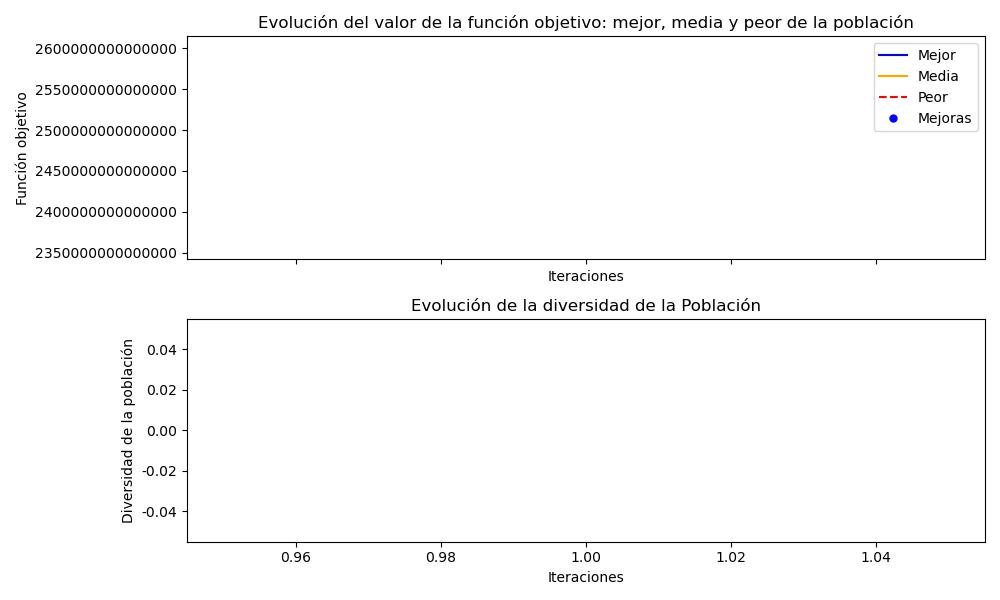 Evolución del valor de la función objetivo: mejor, media y peor de la población
2600000000000000
2550000000000000
2500000000000000
2450000000000000
2400000000000000
2350000000000000
Función objetivo
Mejor
Media
Peor
Mejoras
Iteraciones
Evolución de la diversidad de la Población
0.04
0.02
0.00
-0.02
-0.04
Diversidad de la población
0.96 0.98 1.00 1.02 1.04
Iteraciones